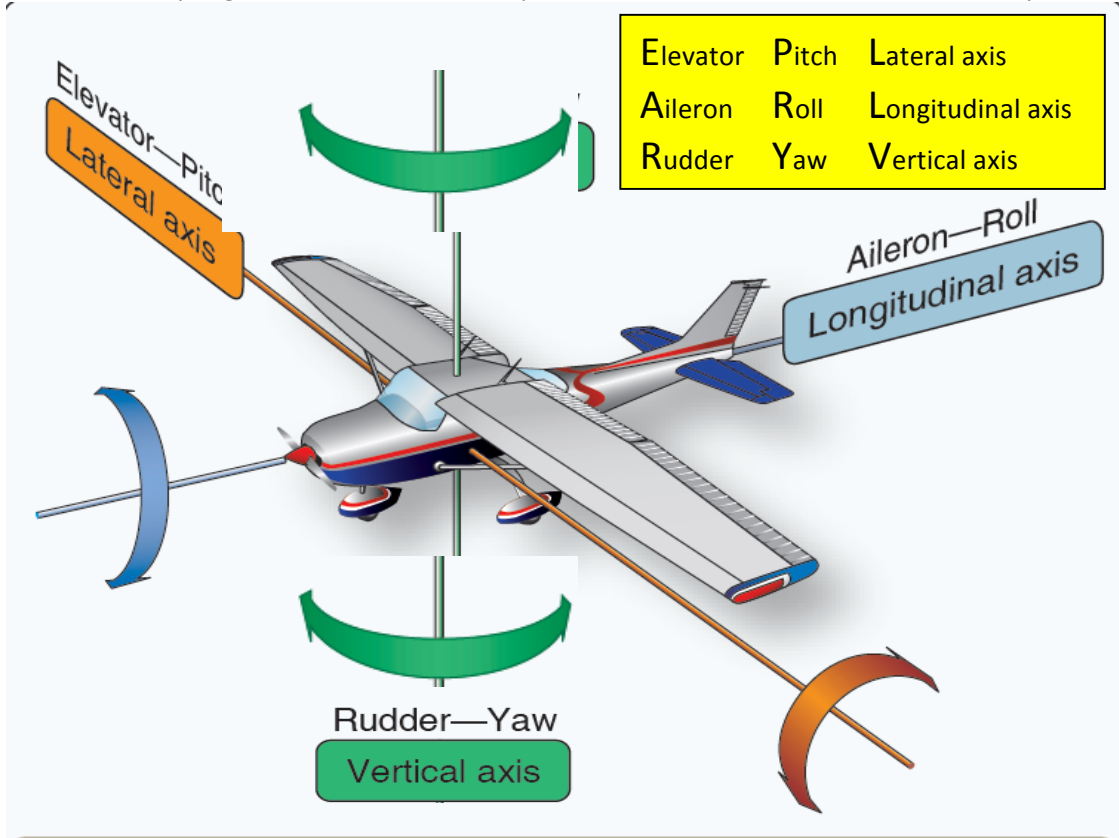 Elevator Pitch Lateral axis
Aileron Roll Longitudinal axis
Rudder Yaw Vertical axis
Elevator—Pitc
Lateral axis
Aileron—Roll
Longitudinal axis
Rudder—Yaw
Vertical axis